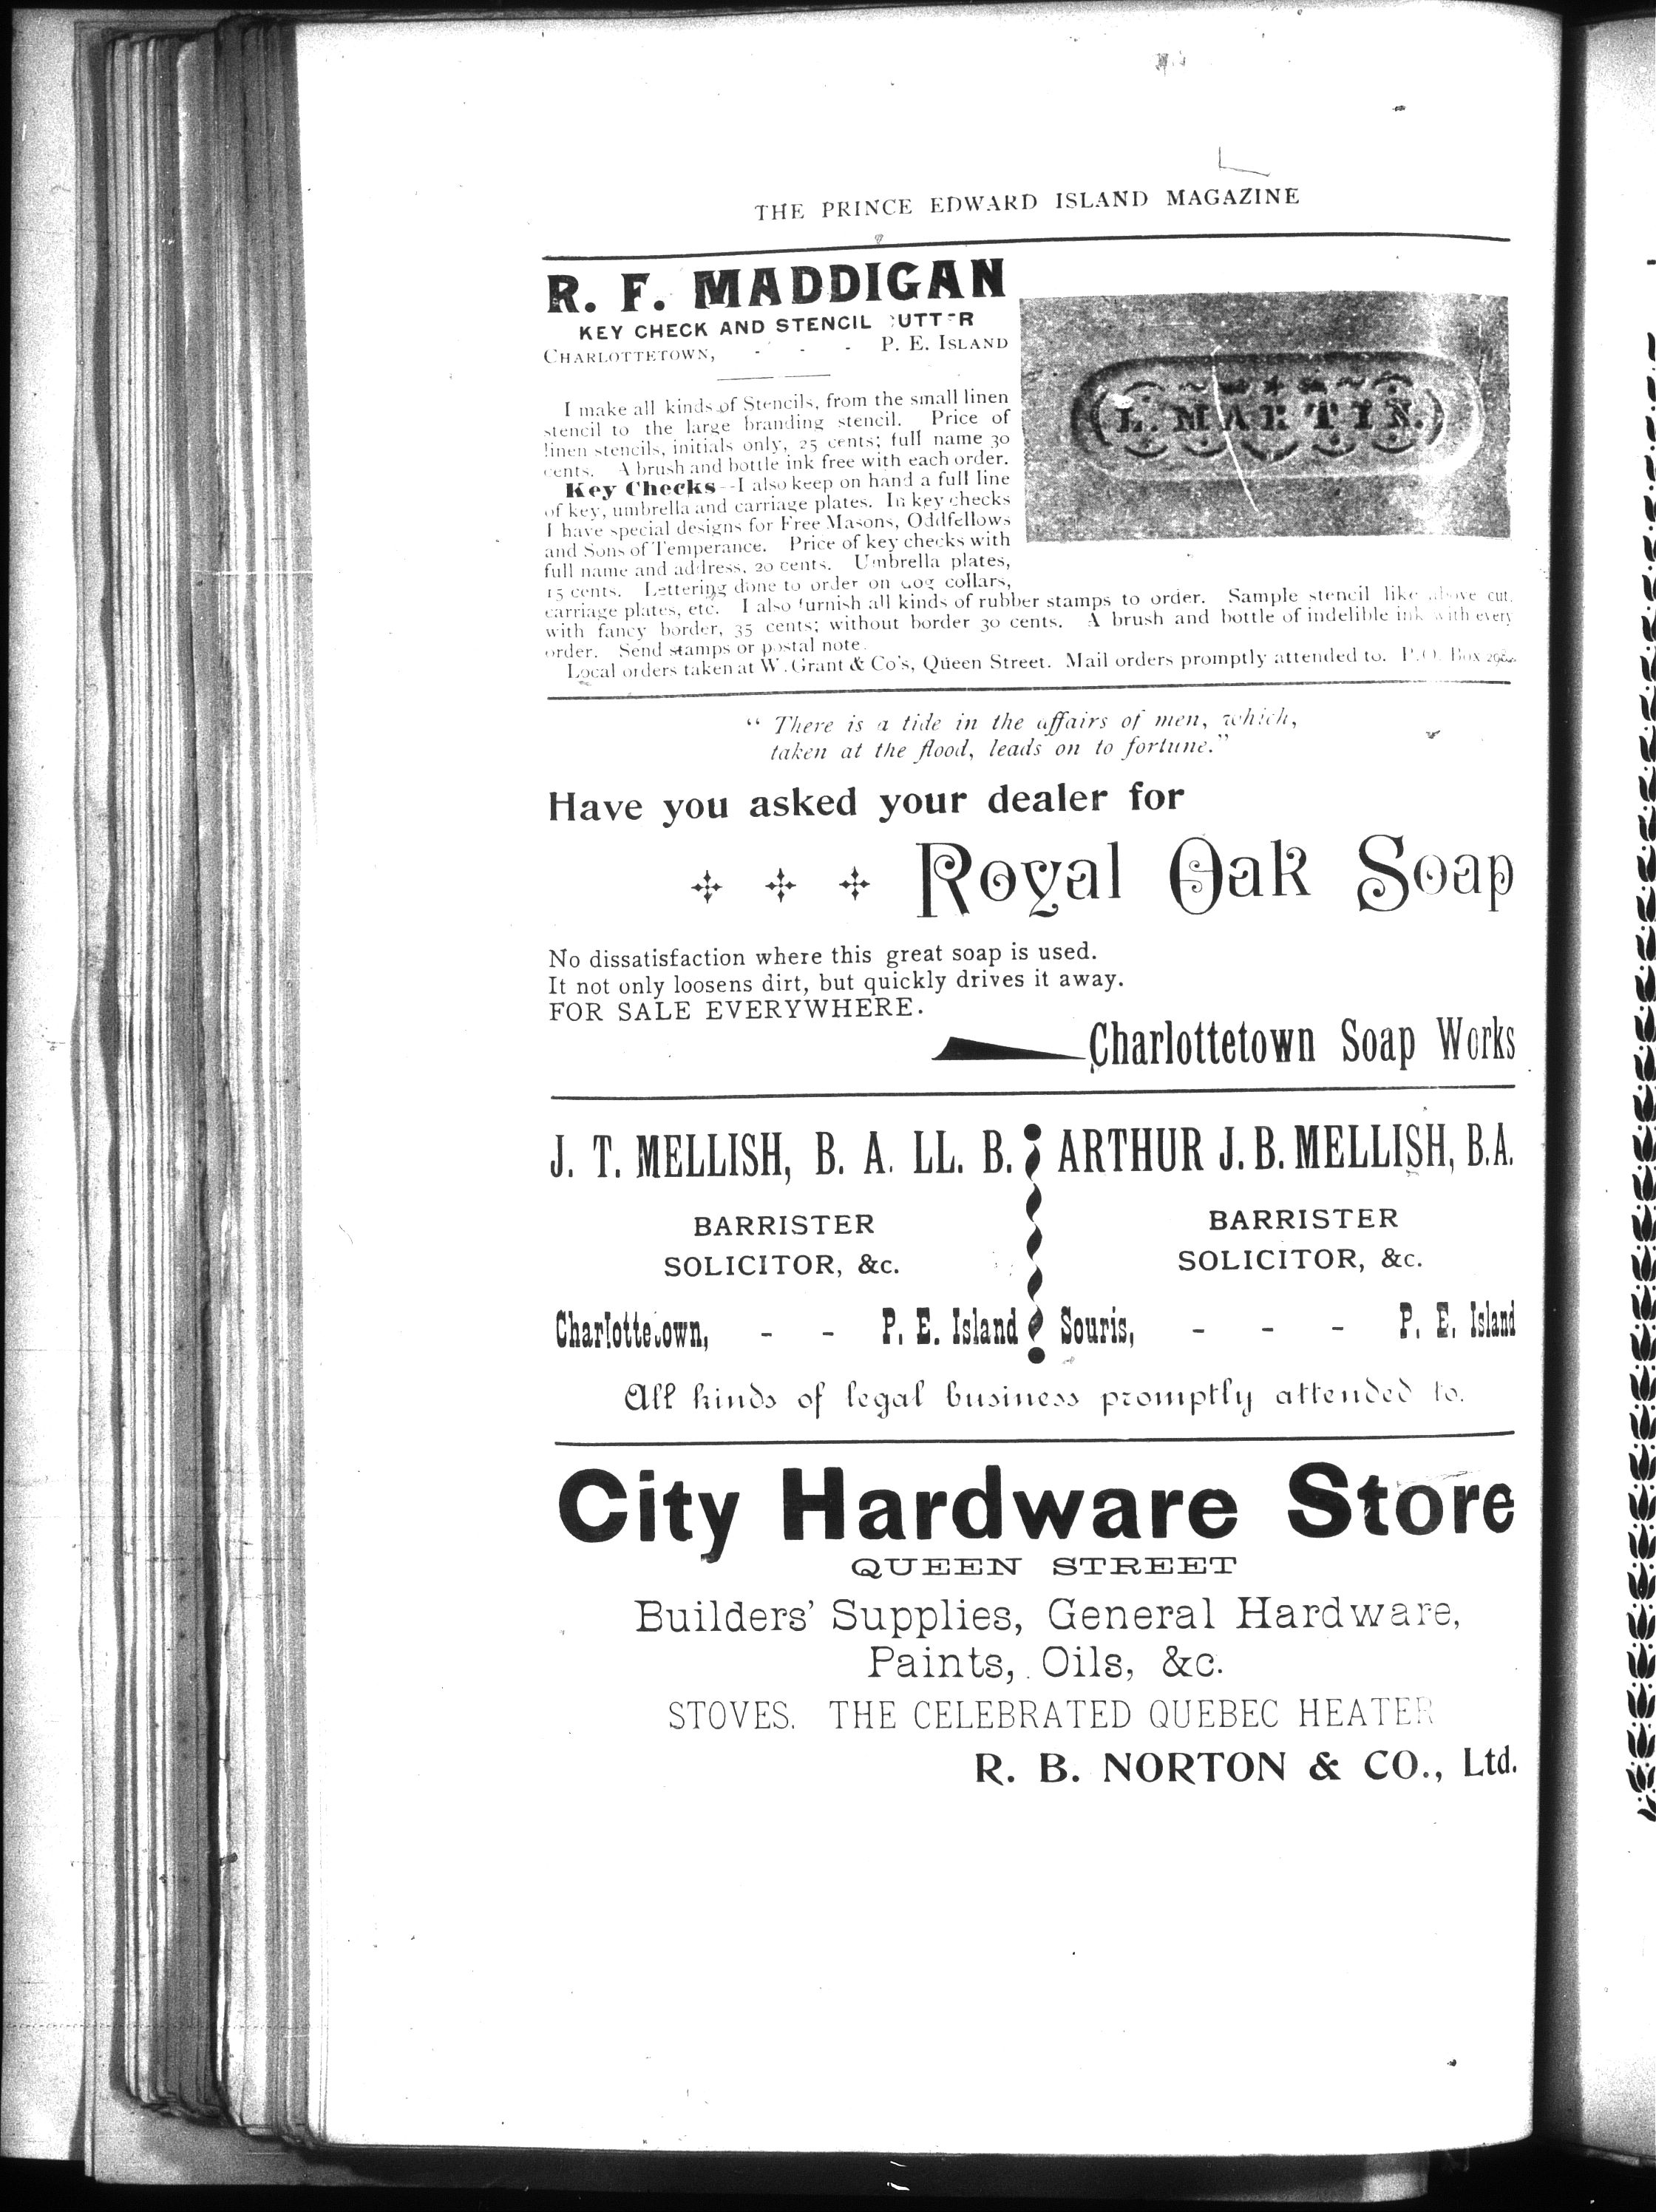 THE PRINCE EDWARD ISLAND MAGAZINE
R. F. MADDIGAN
KEY CHECK AND STENCIL CUTTER
CHARLOTTETOWN, - - - P. E. ISLAND
L. MARTIN.
I make all kinds of Stencils, from the small linen
stencil to the large branding stencil. Price of
linen stencils, initials only, 25 cents; full name 30
cents. A brush and bottle ink free with each order.
Key Checks--I also keep on hand a full line
of key, umbrella and carriage plates. In key checks
I have special designs for Free Masons, Oddfellows
and Sons of Temperance. Price of key checks with
full name and address, 20 cents. Umbrella plates,
15 cents. Lettering done to order on dog collars,
carriage plates, etc. I also furnish all kinds of rubber stamps to order. Sample stencil like above cut,
with fancy border, 35 cents; without border 30 cents. A brush and bottle of indelible ink with every
order. Send stamps or postal note.
Local orders taken at W. Grant & Co's, Queen Street. Mail orders promptly attended to. P.O. Box
" There is a tide in the affairs of men, which,
taken at the flood, leads on to fortune."
Have you asked your dealer for
Royal Oak Soap
No dissatisfaction where this great soap is used.
It not only loosens dirt, but quickly drives it away.
FOR SALE EVERYWHERE.
Charlottetown Soap Works
J. T. MELLISH, B. A. LL. B.
BARRISTER
SOLICITOR, &c.
Charlottetown, - - P. E. Island
ARTHUR J. B. MELLISH, B.A.
BARRISTER
SOLICITOR, &c.
Souris, - - - P. E. Island
All kinds of legal business promptly attended to.
City Hardware Store
QUEEN STREET
Builders' Supplies, General Hardware,
Paints, Oils, &c.
STOVES. THE CELEBRATED QUEBEC HEATER
R. B. NORTON & CO., Ltd.